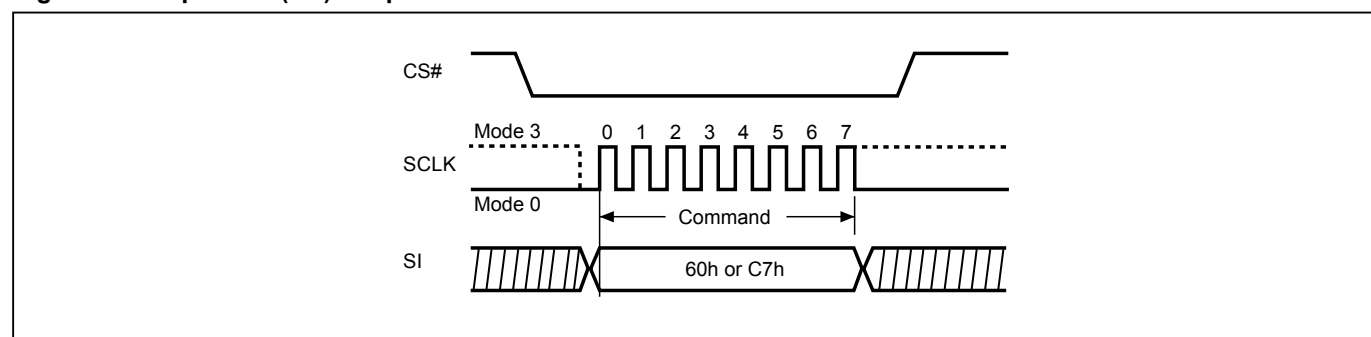 CS#
Mode 3
0 1 2 3 4 5 6 7
SCLK
Mode 0
Command
SI
60h or C7h